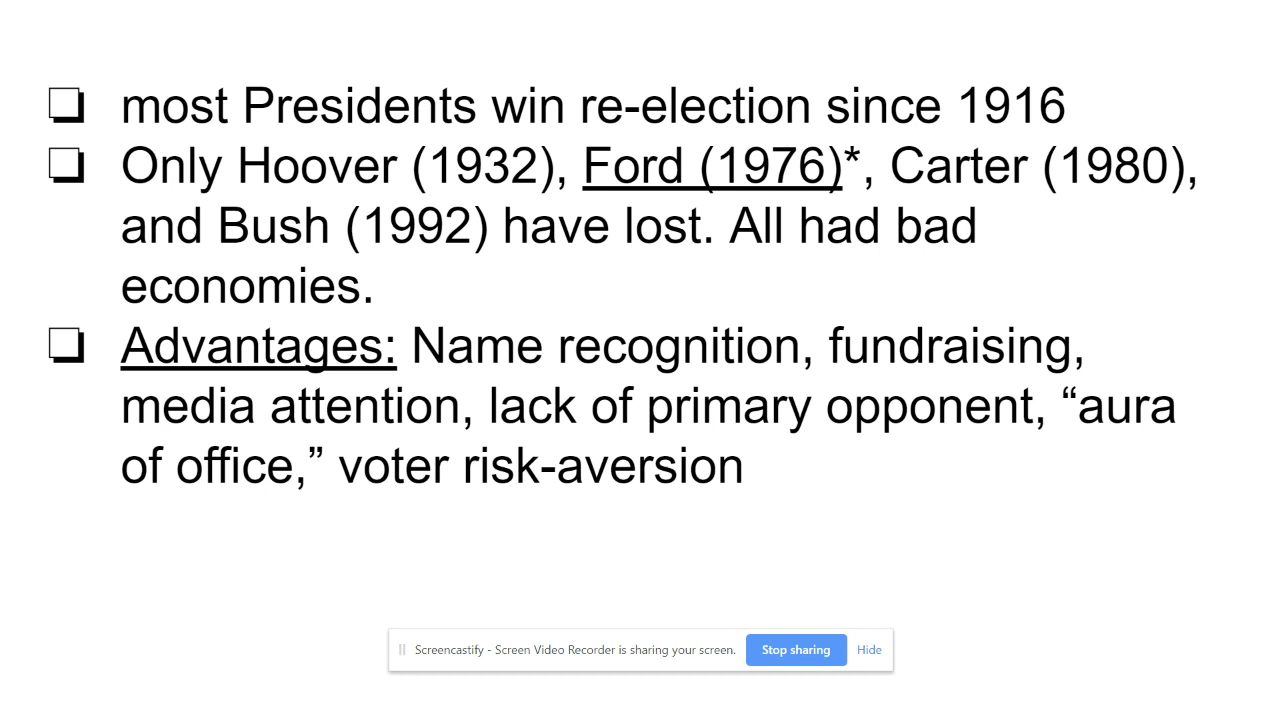 ❏ most Presidents win re-election since 1916
❏ Only Hoover (1932), Ford (1976)*, Carter (1980),
and Bush (1992) have lost. All had bad
economies.
❏ Advantages: Name recognition, fundraising,
media attention, lack of primary opponent, “aura
of office,” voter risk-aversion
Screencastify - Screen Video Recorder is sharing your screen. Stop sharing Hide